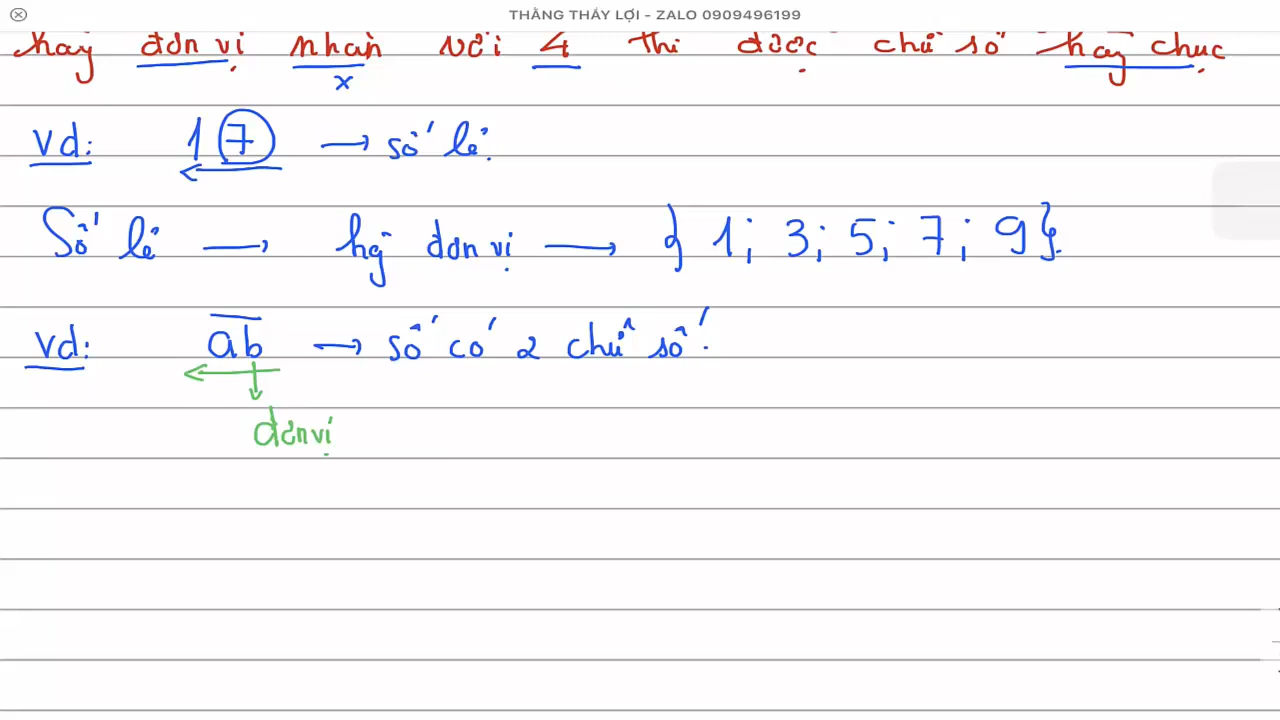 THẰNG THẦY LỢI - ZALO 0909496199
hàng đơn vị nhân với 4 thì được chữ số hàng chục
x
Vd: 17 → số lẻ.
Số lẻ → hg đơn vị → { 1; 3; 5; 7; 9}.
Vd: ab → số có 2 chữ số.
đơn vị